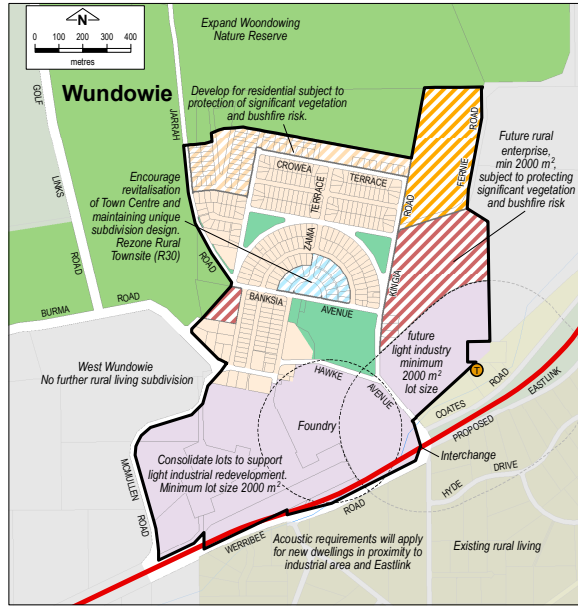 N
0 100 200 300 400
metres
Expand Woondowing
Nature Reserve
Wundowie
Develop for residential subject to
protection of significant vegetation
and bushfire risk.
GOLF
LINKS
ROAD
JARRAH
ROAD
Encourage
revitalisation
of Town Centre and
maintaining unique
subdivision design.
Rezone Rural
Townsite (R30)
CROWEA
TERRACE
TERRACE
ZAMIA
ROAD
KINGIA
ROAD
FERNIE
Future rural
enterprise,
min 2000 m²,
subject to protecting
significant vegetation
and bushfire risk
BURMA
ROAD
BANKSIA
AVENUE
West Wundowie
No further rural living subdivision
HAWKE
AVENUE
future
light industry
minimum
2000 m²
lot size
T
Foundry
COATES
ROAD
PROPOSED
EASTLINK
Interchange
Consolidate lots to support
light industrial redevelopment.
Minimum lot size 2000 m²
MCMULLEN
ROAD
WERRIBEE
ROAD
HYDE
DRIVE
Acoustic requirements will apply
for new dwellings in proximity to
industrial area and Eastlink
Existing rural living